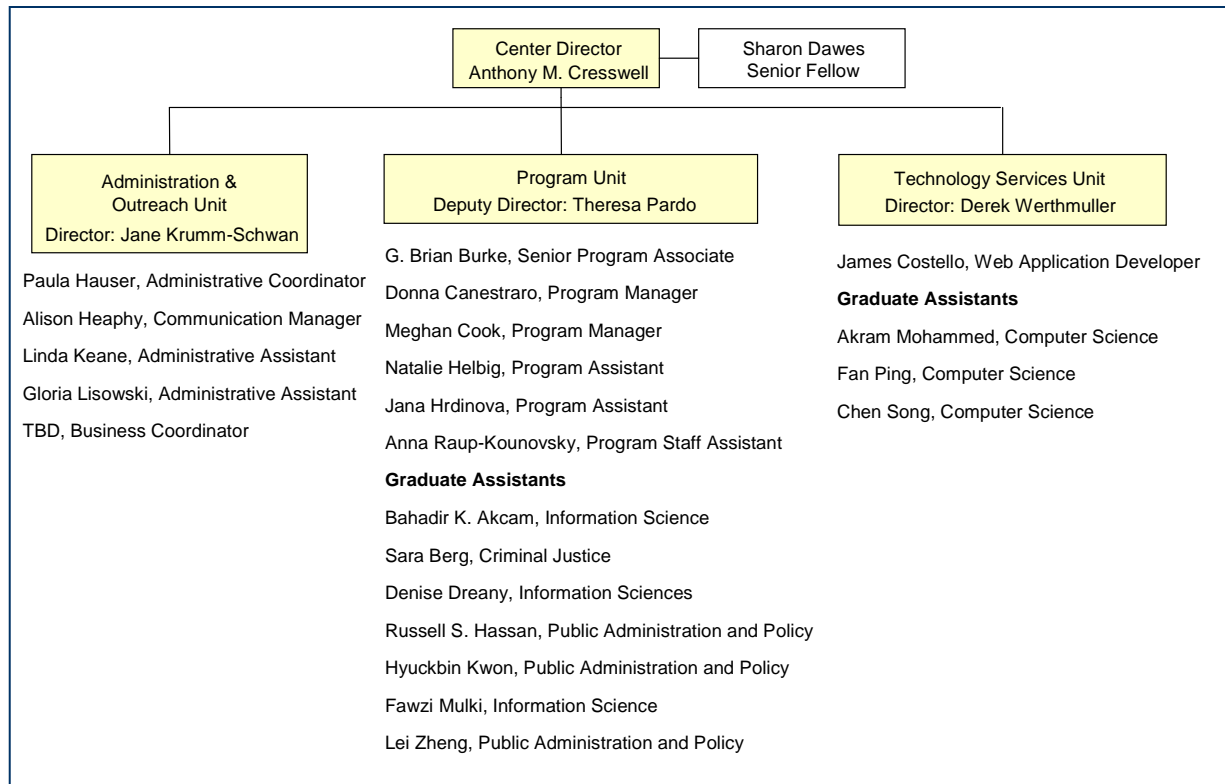 Center Director
Anthony M. Cresswell
Sharon Dawes
Senior Fellow
Administration &
Outreach Unit
Director: Jane Krumm-Schwan
Paula Hauser, Administrative Coordinator
Alison Heaphy, Communication Manager
Linda Keane, Administrative Assistant
Gloria Lisowski, Administrative Assistant
TBD, Business Coordinator
Program Unit
Deputy Director: Theresa Pardo
G. Brian Burke, Senior Program Associate
Donna Canestraro, Program Manager
Meghan Cook, Program Manager
Natalie Helbig, Program Assistant
Jana Hrdinova, Program Assistant
Anna Raup-Kounovsky, Program Staff Assistant
Graduate Assistants
Bahadir K. Akcam, Information Science
Sara Berg, Criminal Justice
Denise Dreany, Information Sciences
Russell S. Hassan, Public Administration and Policy
Hyuckbin Kwon, Public Administration and Policy
Fawzi Mulki, Information Science
Lei Zheng, Public Administration and Policy
Technology Services Unit
Director: Derek Werthmuller
James Costello, Web Application Developer
Graduate Assistants
Akram Mohammed, Computer Science
Fan Ping, Computer Science
Chen Song, Computer Science